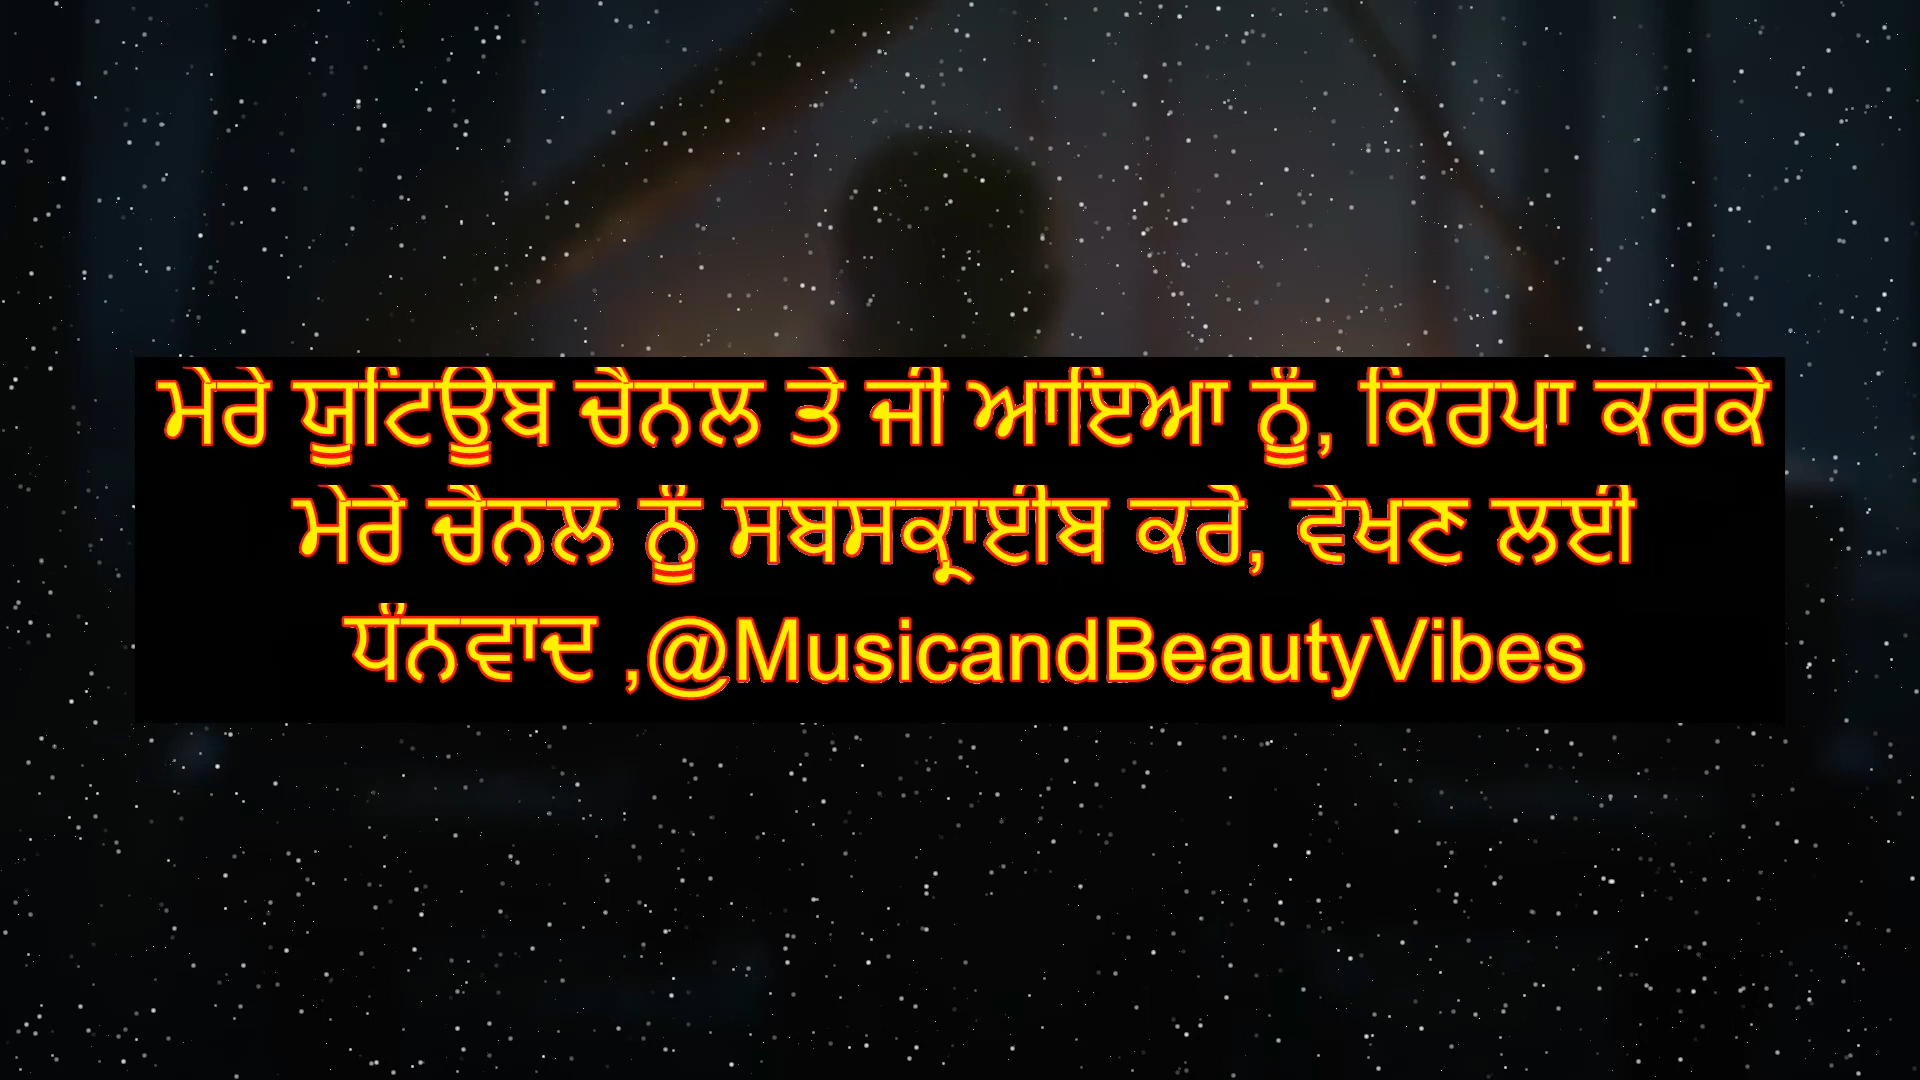 ਮੇਰੇ ਯੂਟਿਊਬ ਚੈਨਲ ਤੇ ਜੀ ਆਇਆ ਨੂੰ, ਕਿਰਪਾ ਕਰਕੇ
ਮੇਰੇ ਚੈਨਲ ਨੂੰ ਸਬਸਕ੍ਰਾਈਬ ਕਰੋ, ਵੇਖਣ ਲਈ
ਧੰਨਵਾਦ ,@MusicandBeautyVibes